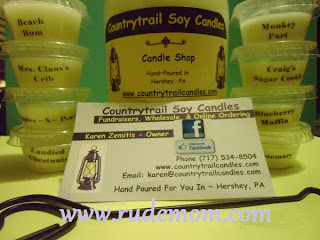 Beach
Bum
Mrs. Claus's
Crib
Candied
Chestnuts
Countrytrail Soy Candles
Candle Shop
Hand-Poured in
Hershey, PA
www.countrytrailcandles.com
Monkey
Fart
Craig's
Sugar Cookie
Blueberry
Muffin
Countrytrail Soy Candles
Fundraisers, Wholesale & Online Ordering
Karen Zemitis - Owner
Facebook
Phone (717) 534-8504
www.countrytrailcandles.com
Email: karen@countrytrailcandles.com
Hand Poured For You In - Hershey, PA
www.rudemom.com